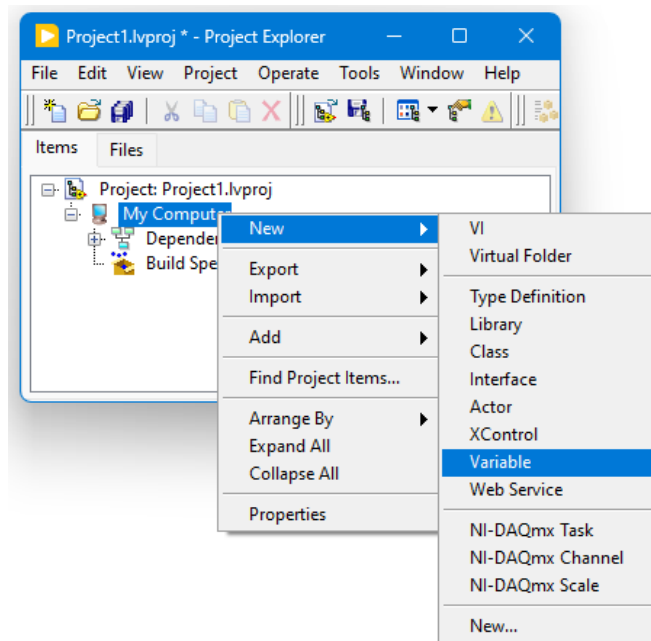 Project1.lvproj * - Project Explorer
File Edit View Project Operate Tools Window Help
Items Files
Project: Project1.lvproj
My Computer
Depende
Build Spe
New
Export
Import
Add
Find Project Items...
Arrange By
Expand All
Collapse All
Properties
VI
Virtual Folder
Type Definition
Library
Class
Interface
Actor
XControl
Variable
Web Service
NI-DAQmx Task
NI-DAQmx Channel
NI-DAQmx Scale
New...